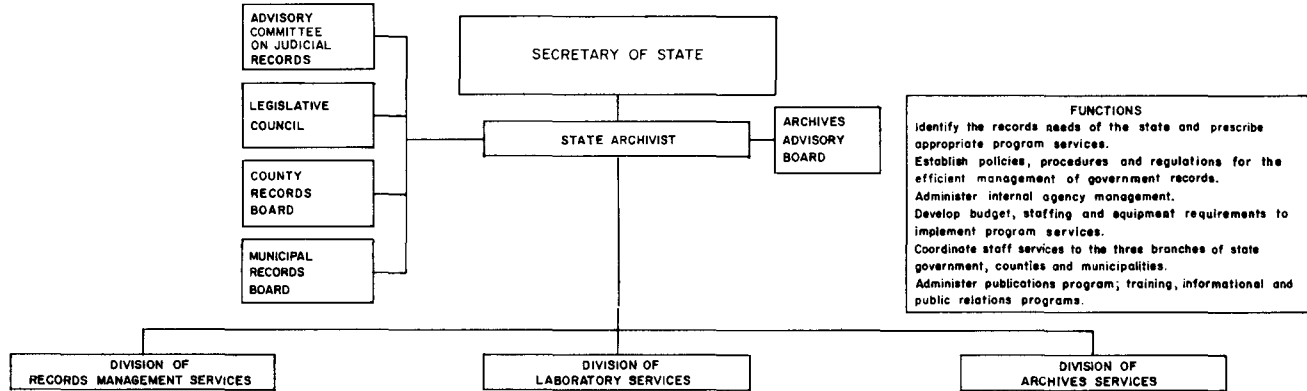 ADVISORY
COMMITTEE
ON JUDICIAL
RECORDS
SECRETARY OF STATE
LEGISLATIVE
COUNCIL
STATE ARCHIVIST
ARCHIVES
ADVISORY
BOARD
COUNTY
RECORDS
BOARD
MUNICIPAL
RECORDS
BOARD
FUNCTIONS
Identify the records needs of the state and prescribe
appropriate program services.
Establish policies, procedures and regulations for the
efficient management of government records.
Administer internal agency management.
Develop budget, staffing and equipment requirements to
implement program services.
Coordinate staff services to the three branches of state
government, counties and municipalities.
Administer publications program; training, informational and
public relations programs.
DIVISION OF
RECORDS MANAGEMENT SERVICES
DIVISION OF
LABORATORY SERVICES
DIVISION OF
ARCHIVES SERVICES